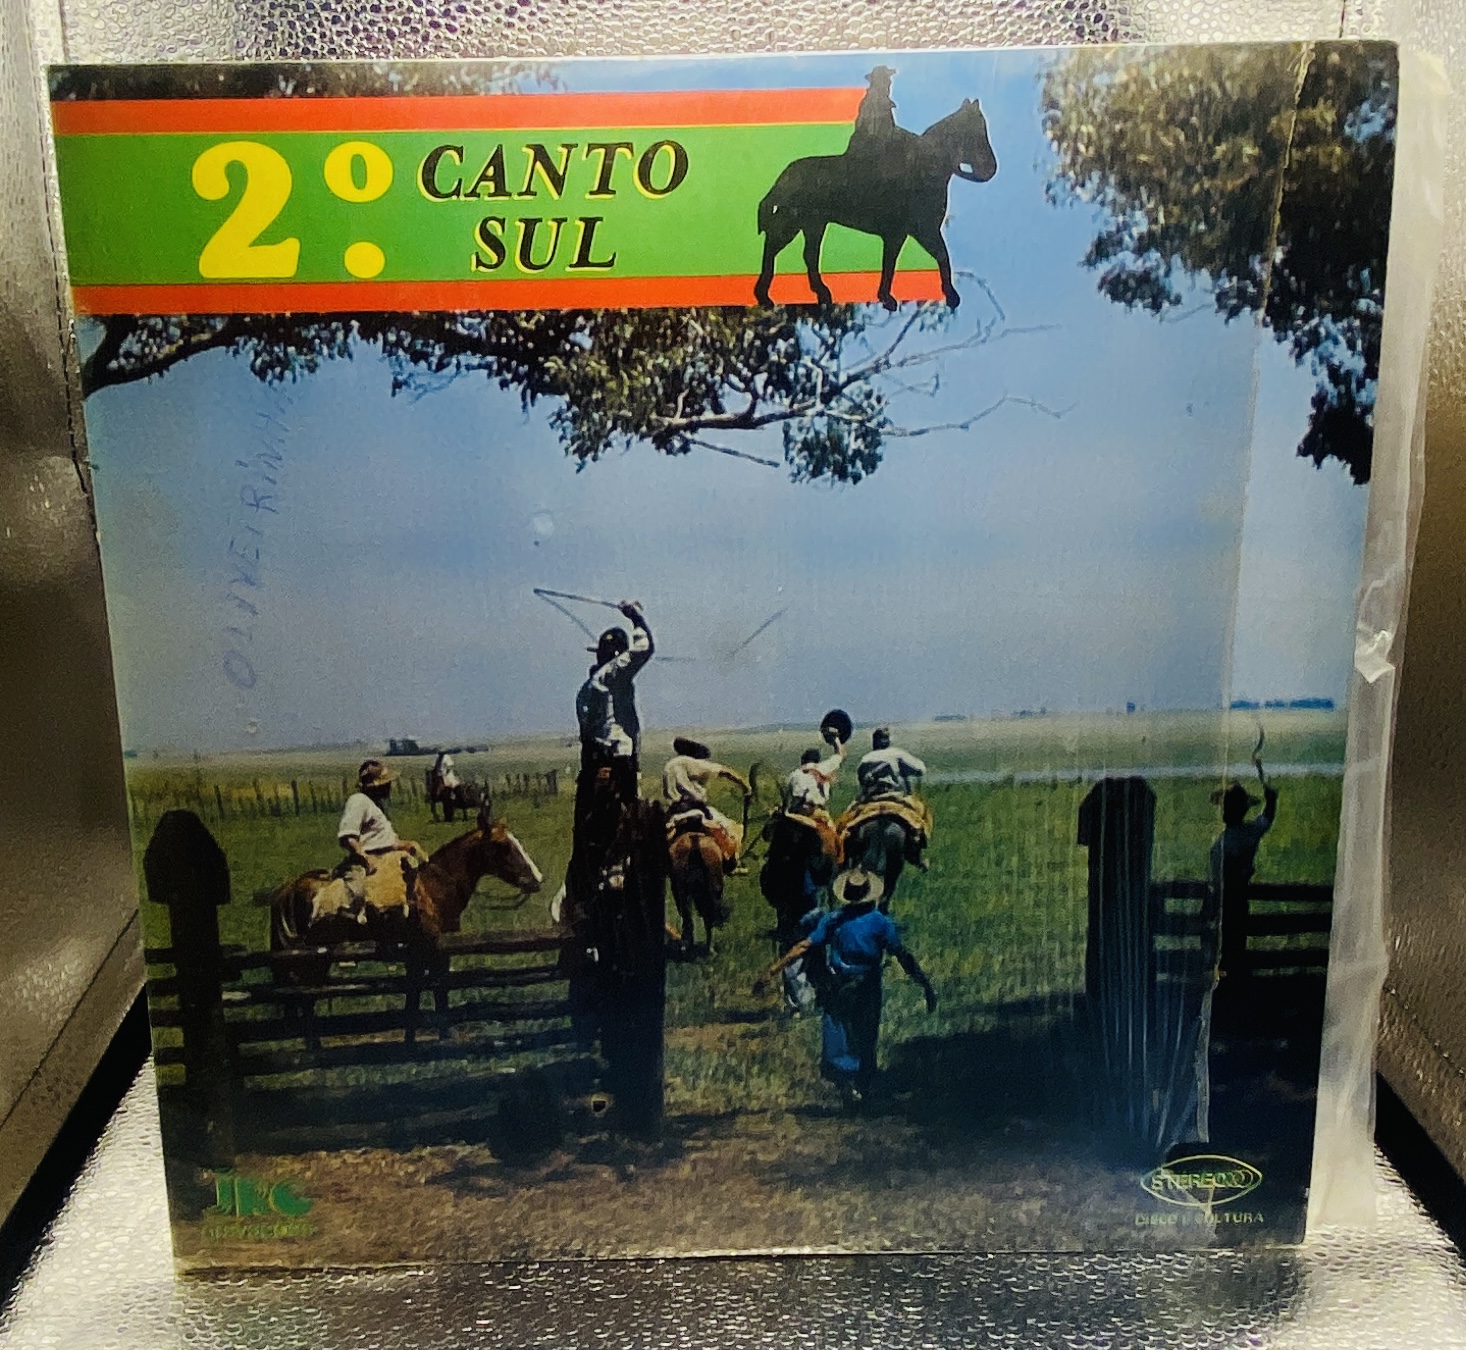 2º CANTO
SUL
OLIVEIRINHA
STEREO
DISCO É CULTURA